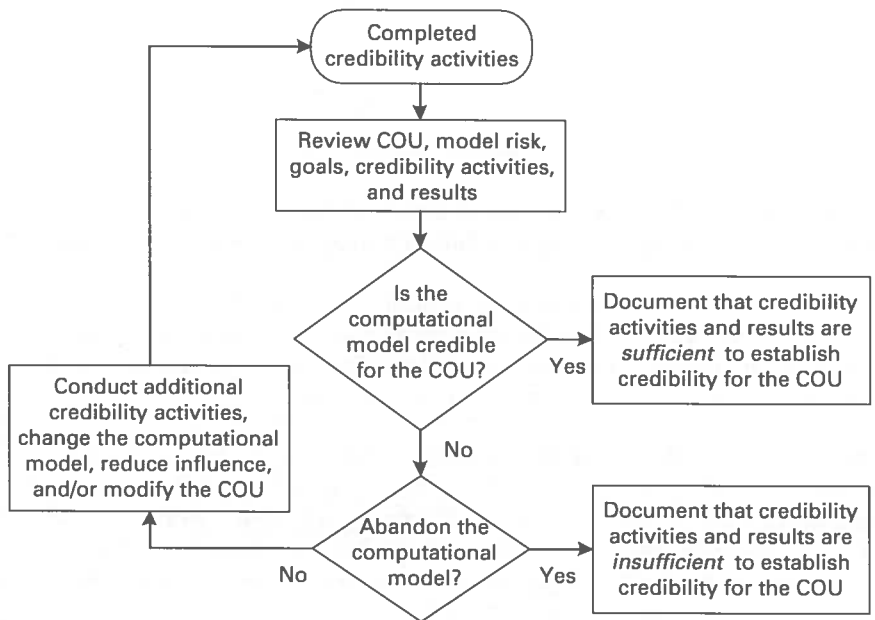 Completed
credibility activities
Review COU, model risk,
goals, credibility activities,
and results
Is the
computational
model credible
for the COU?
Yes
Document that credibility
activities and results are
sufficient to establish
credibility for the COU
No
Conduct additional
credibility activities,
change the computational
model, reduce influence,
and/or modify the COU
Abandon the
computational
model?
No
Yes
Document that credibility
activities and results are
insufficient to establish
credibility for the COU